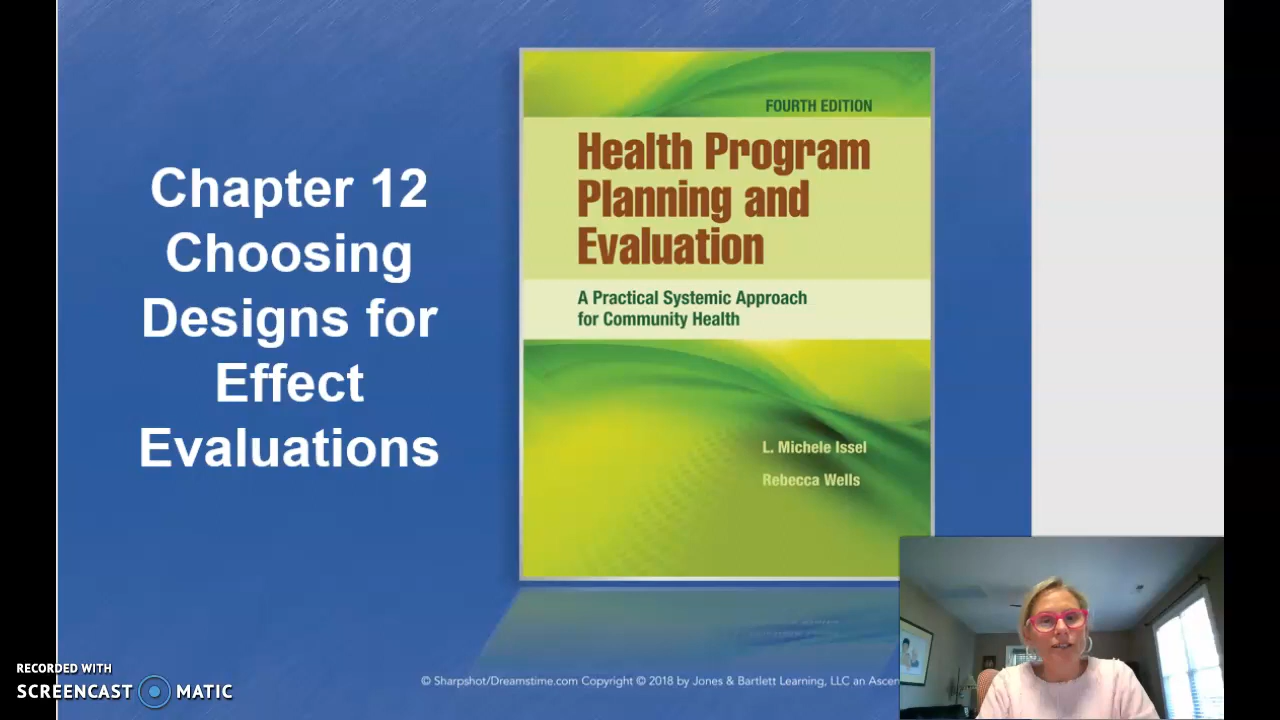 Chapter 12
Choosing
Designs for
Effect
Evaluations
FOURTH EDITION
Health Program
Planning and
Evaluation
A Practical Systemic Approach
for Community Health
L. Michele Issel
Rebecca Wells
© Sharpshot/Dreamstime.com Copyright © 2018 by Jones & Bartlett Learning, LLC an Ascen
RECORDED WITH
SCREENCAST MATIC